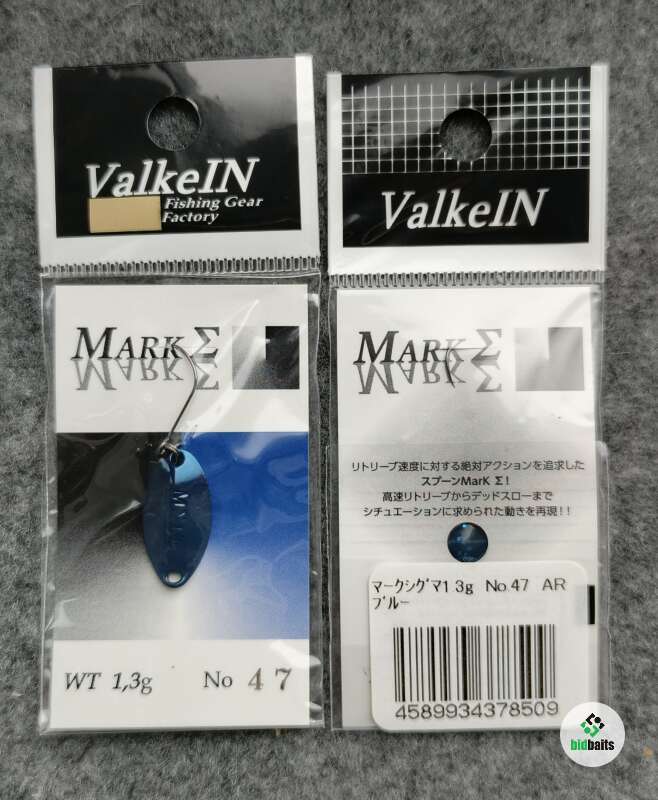 ValkeIN
Fishing Gear
Factory
MARK Σ
WT 1,3g No 47
ValkeIN
MARK Σ
リトリーブ速度に対する絶対アクションを追求した
スプーンMarK Σ!
高速リトリーブからデッドスローまで
シチュエーションに求められた動きを再現!!
マークシグマ1.3g No.47 AR
ブルー
4589934378509
bidbaits